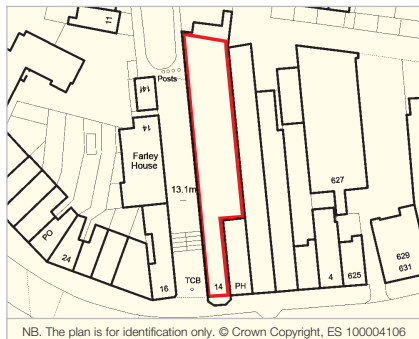 11
Posts
141
14
Farley
House
13.1m
627
PO
24
16
TCB
14
PH
4
625
629
631
NB. The plan is for identification only. © Crown Copyright, ES 100004106